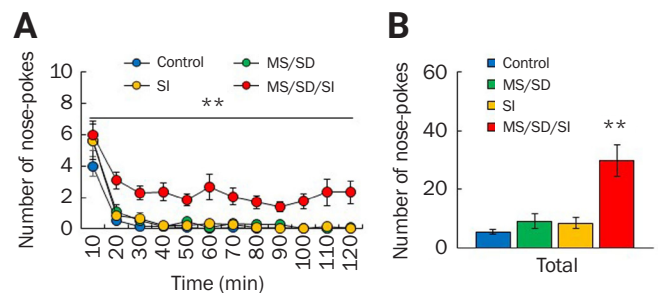 A
Number of nose-pokes
10
8
6
4
2
0
Control
MS/SD
SI
MS/SD/SI
**
10 20 30 40 50 60 70 80 90 100 110 120
Time (min)
B
Number of nose-pokes
60
40
20
0
Control
MS/SD
SI
MS/SD/SI
**
Total